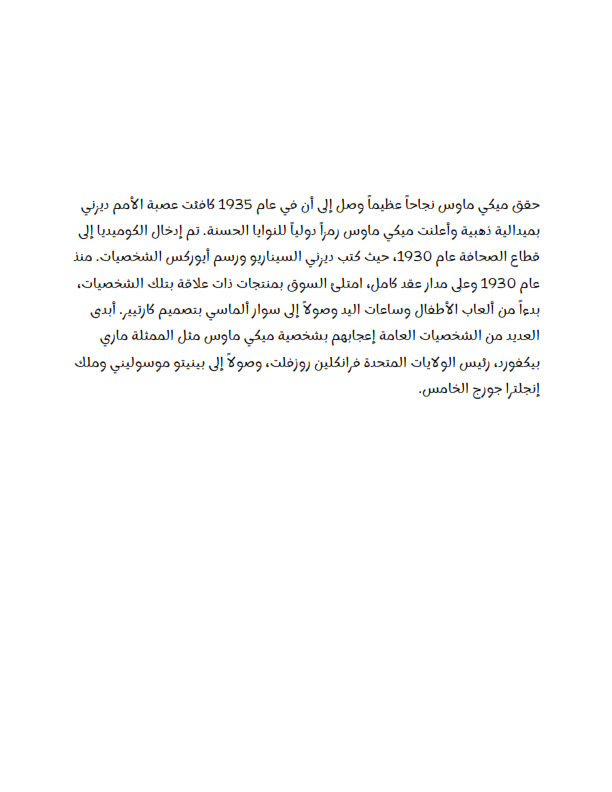 حقق ميكي ماوس نجاحاً عظيماً وصل إلى أن في عام 1935 كافئت عصبة الأمم ديزني
بميدالية ذهبية وأعلنت ميكي ماوس رمزاً دولياً للنوايا الحسنة. تم إدخال الكوميديا إلى
قطاع الصحافة عام 1930، حيث كتب ديزني السيناريو ورسم أيوركس الشخصيات. منذ
عام 1930 وعلى مدار عقد كامل، امتلئ السوق بمنتجات ذات علاقة بتلك الشخصيات،
بدءاً من ألعاب الأطفال وساعات اليد وصولاً إلى سوار ألماسي بتصميم كارتيير. أبدى
العديد من الشخصيات العامة إعجابهم بشخصية ميكي ماوس مثل الممثلة ماري
بيكفورد، رئيس الولايات المتحدة فرانكلين روزفلت، وصولاً إلى بينيتو موسوليني وملك
إنجلترا جورج الخامس.